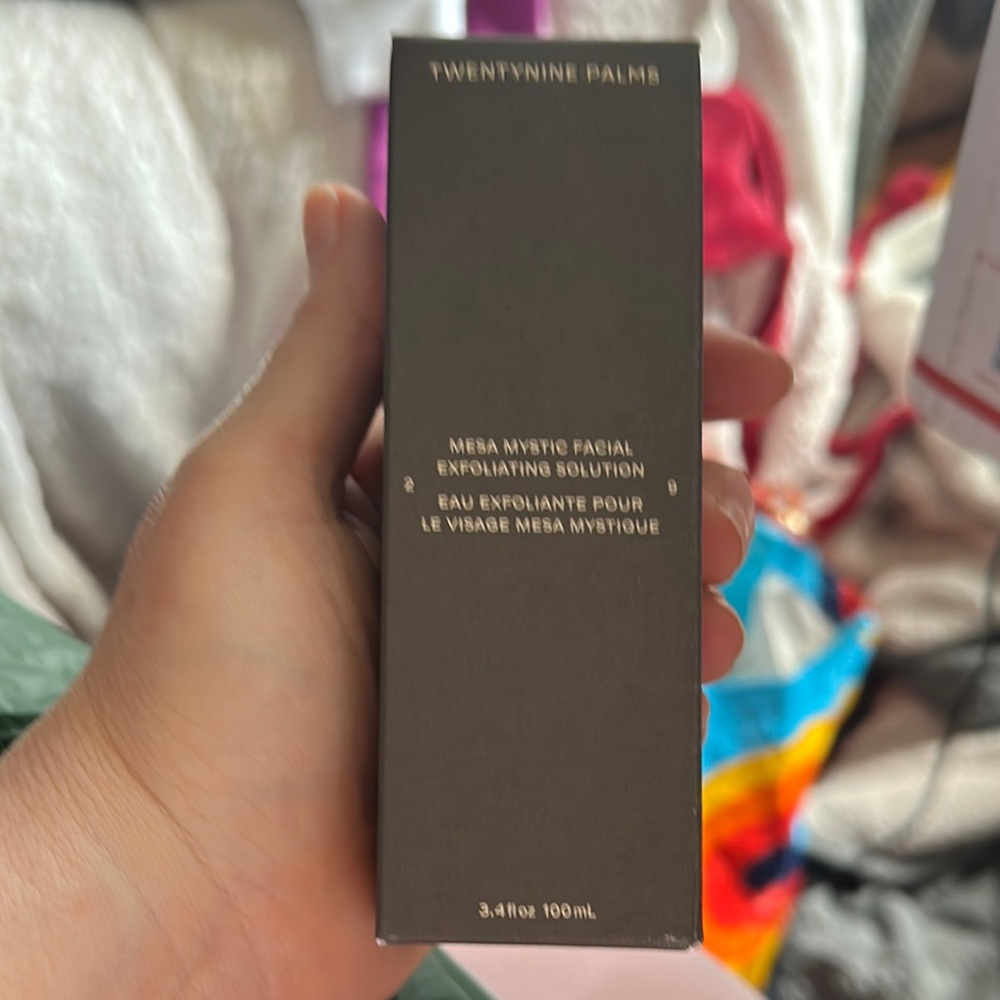 TWENTYNINE PALMS
MESA MYSTIC FACIAL
EXFOLIATING SOLUTION
2 9
EAU EXFOLIANTE POUR
LE VISAGE MESA MYSTIQUE
3.4 fl oz 100 mL